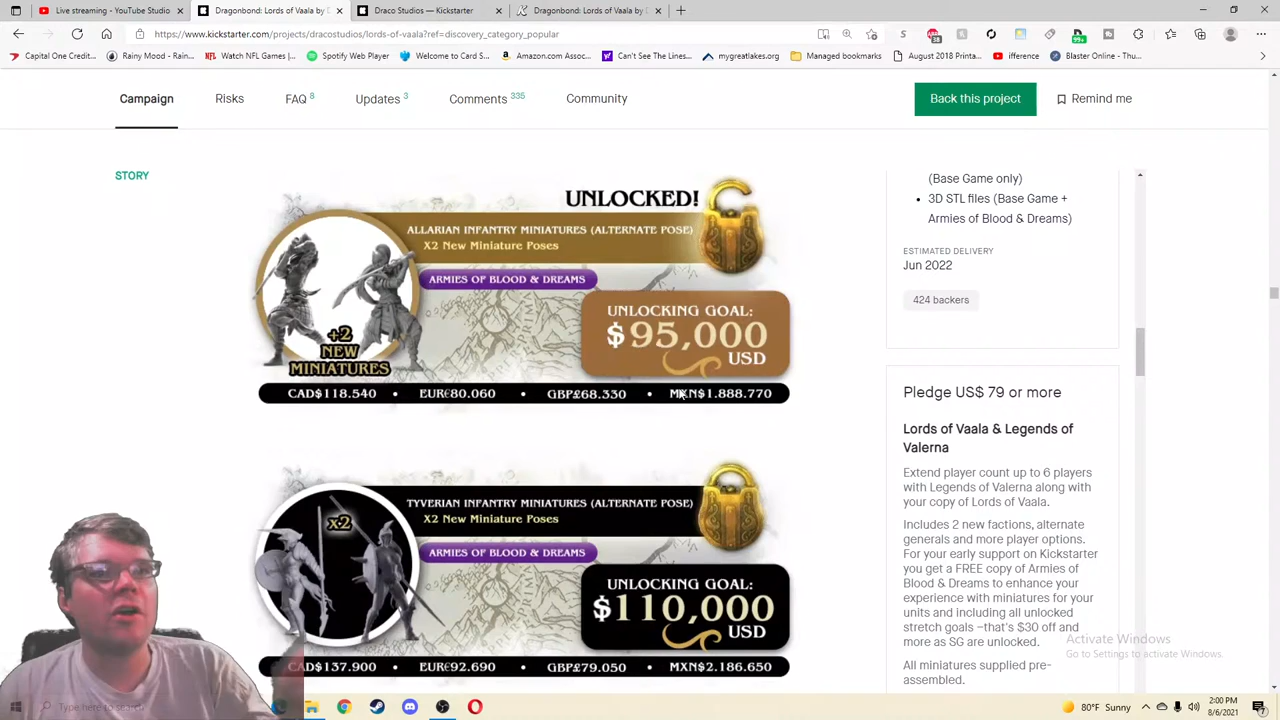 Live streaming - YouTube Studio
Dragonbond: Lords of Vaala by D
Draco Studios — Kickstarter
Dragonbond: Lords of Vaala by
https://www.kickstarter.com/projects/dracostudios/lords-of-vaala?ref=discovery_category_popular
Capital One Credit...
Rainy Mood - Rain...
Watch NFL Games |...
Spotify Web Player
Welcome to Card S...
Amazon.com Assoc...
Can't See The Lines...
mygreatlakes.org
Managed bookmarks
August 2018 Print
ifference
Blaster Online - Thu...
Campaign
Risks
FAQ 8
Updates 3
Comments 335
Community
Back this project
Remind me
STORY
UNLOCKED!
ALLARIAN INFANTRY MINIATURES (ALTERNATE POSE)
X2 New Miniature Poses
ARMIES OF BLOOD & DREAMS
UNLOCKING GOAL:
$95,000
USD
+2
NEW
MINIATURES
CAD$118.540 • EUR€80.060 • GBP£68.330 • MXN$1.888.770
TYVERIAN INFANTRY MINIATURES (ALTERNATE POSE)
X2 New Miniature Poses
x2
ARMIES OF BLOOD & DREAMS
UNLOCKING GOAL:
$110,000
USD
CAD$137.900 • EUR€92.690 • GBP£79.050 • MXN$2.186.650
(Base Game only)
• 3D STL files (Base Game +
Armies of Blood & Dreams)
ESTIMATED DELIVERY
Jun 2022
424 backers
Pledge US$ 79 or more
Lords of Vaala & Legends of
Valerna
Extend player count up to 6 players
with Legends of Valerna along with
your copy of Lords of Vaala.
Includes 2 new factions, alternate
generals and more player options.
For your early support on Kickstarter
you get a FREE copy of Armies of
Blood & Dreams to enhance your
experience with miniatures for your
units and including all unlocked
stretch goals –that's $30 off and
more as SG are unlocked.
All miniatures supplied pre-
assembled.
Activate Windows
Go to Settings to activate Windows.
Type here to search
80°F Sunny
2:00 PM
8/6/2021